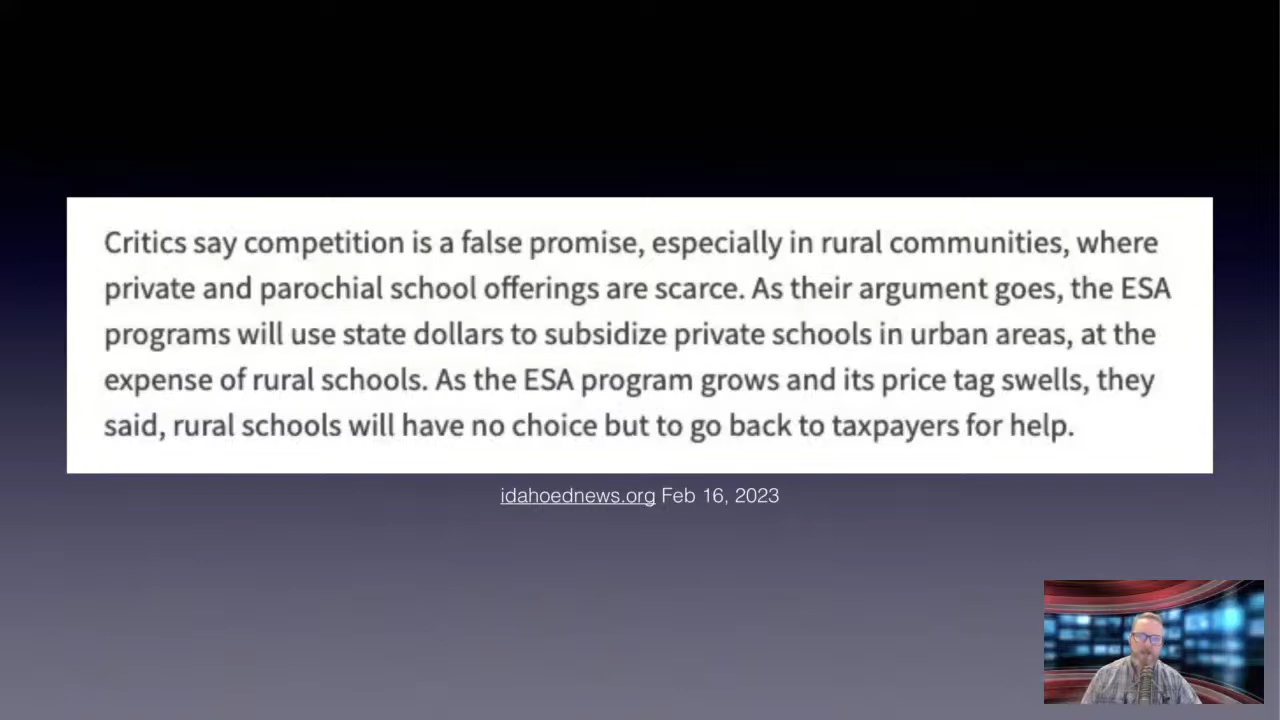 Critics say competition is a false promise, especially in rural communities, where
private and parochial school offerings are scarce. As their argument goes, the ESA
programs will use state dollars to subsidize private schools in urban areas, at the
expense of rural schools. As the ESA program grows and its price tag swells, they
said, rural schools will have no choice but to go back to taxpayers for help.
idahoednews.org Feb 16, 2023